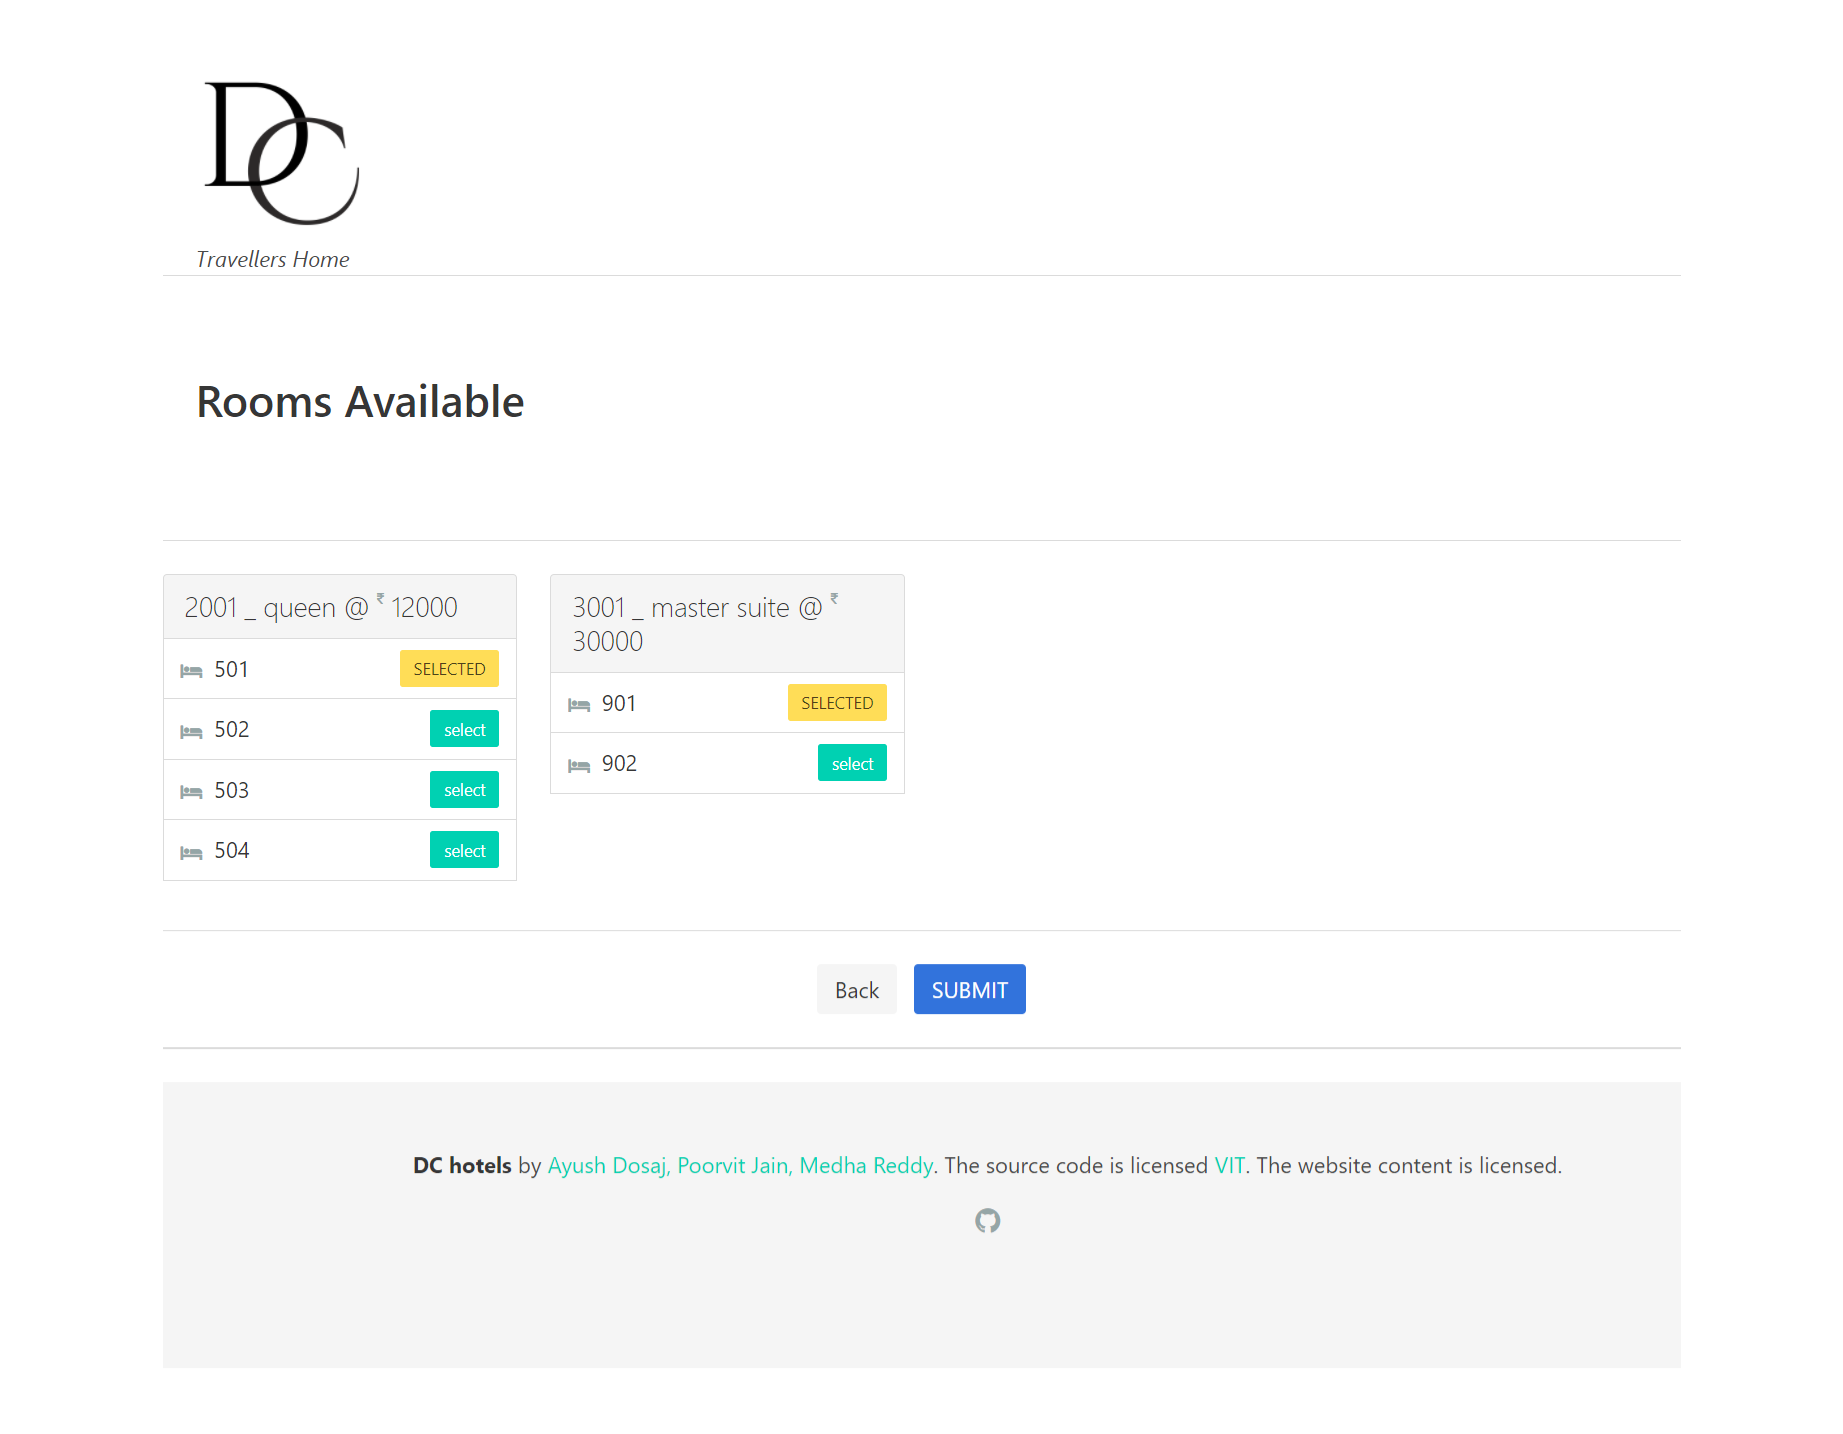 DC
Travellers Home
Rooms Available
2001 _ queen @ ₹ 12000
501 SELECTED
502 select
503 select
504 select
3001 _ master suite @ ₹
30000
901 SELECTED
902 select
Back SUBMIT
DC hotels by Ayush Dosaj, Poorvit Jain, Medha Reddy. The source code is licensed VIT. The website content is licensed.